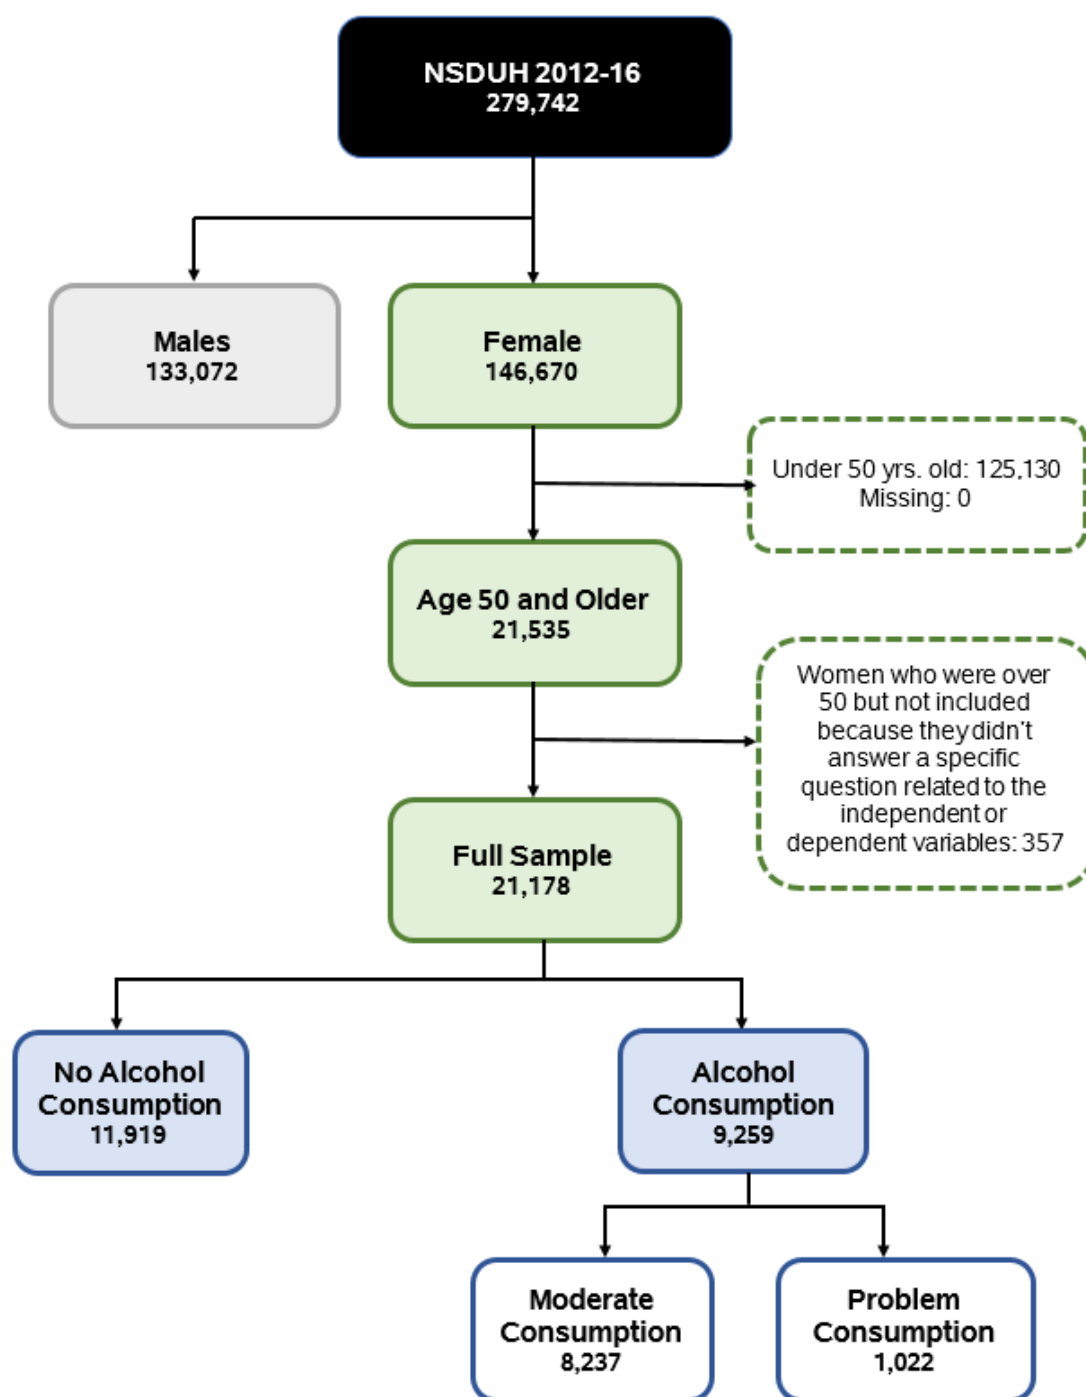 NSDUH 2012-16
279,742
Males
133,072
Female
146,670
Under 50 yrs. old: 125,130
Missing: 0
Age 50 and Older
21,535
Women who were over
50 but not included
because they didn't
answer a specific
question related to the
independent or
dependent variables: 357
Full Sample
21,178
No Alcohol
Consumption
11,919
Alcohol
Consumption
9,259
Moderate
Consumption
8,237
Problem
Consumption
1,022